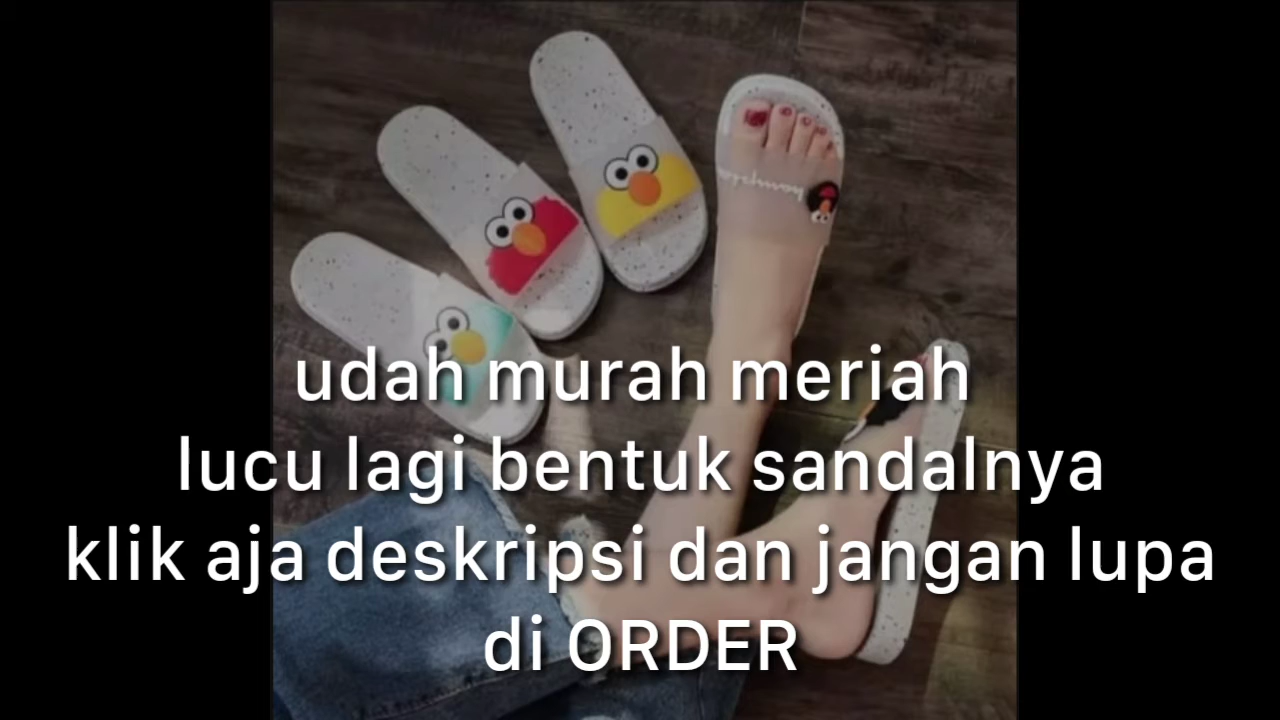 udah murah meriah
lucu lagi bentuk sandalnya
klik aja deskripsi dan jangan lupa
di ORDER